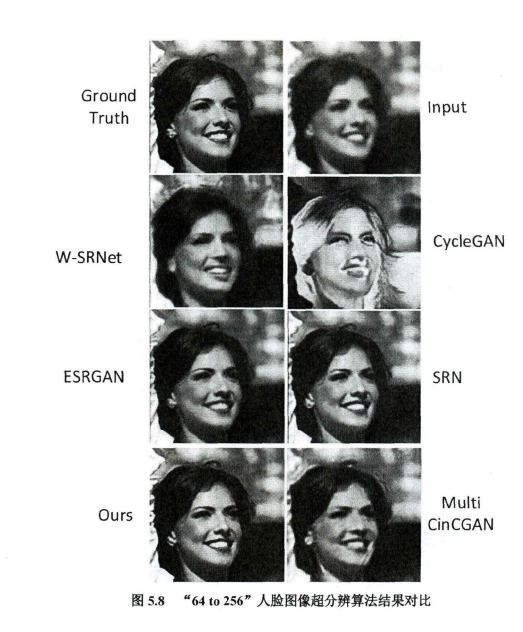 Ground
Truth
Input
W-SRNet
CycleGAN
ESRGAN
SRN
Ours
Multi
CinCGAN
图 5.8 “64 to 256”人脸图像超分辨算法结果对比